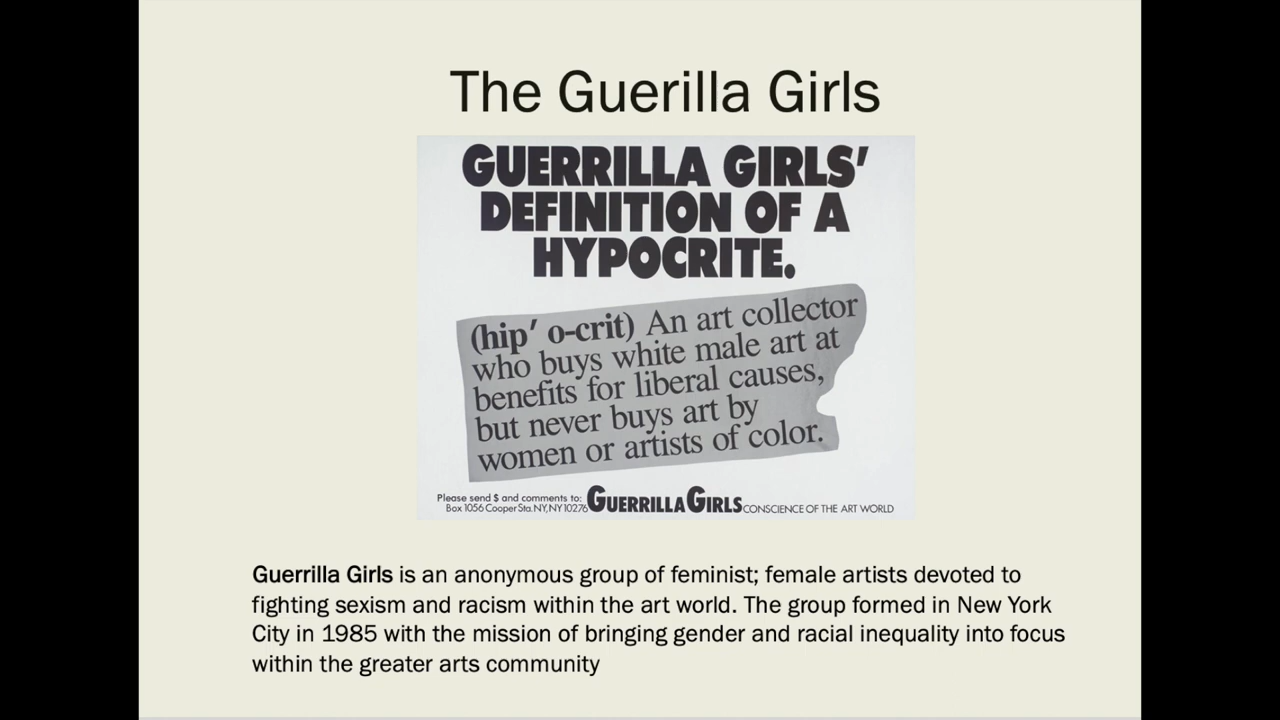 The Guerilla Girls
GUERRILLA GIRLS’
DEFINITION OF A
HYPOCRITE.
(hip′ o-crit) An art collector
who buys white male art at
benefits for liberal causes,
but never buys art by
women or artists of color.
Please send $ and comments to:
Box 1056 Cooper Sta. NY, NY 10276 GUERRILLA GIRLS CONSCIENCE OF THE ART WORLD
Guerrilla Girls is an anonymous group of feminist; female artists devoted to
fighting sexism and racism within the art world. The group formed in New York
City in 1985 with the mission of bringing gender and racial inequality into focus
within the greater arts community